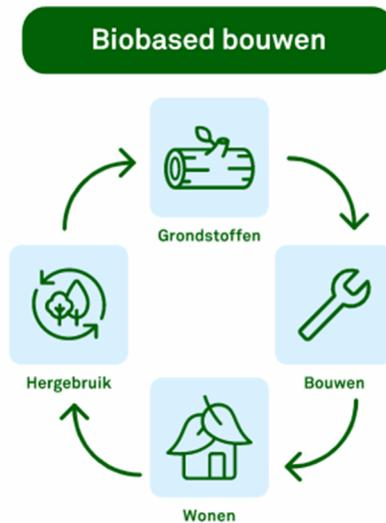 Biobased bouwen
Grondstoffen
Bouwen
Wonen
Hergebruik